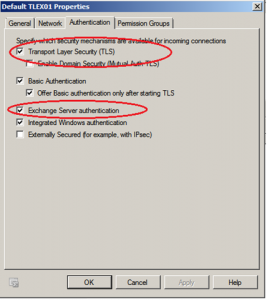 Default TLEX01 Properties
General Network Authentication Permission Groups
Specify which security mechanisms are available for incoming connections
Transport Layer Security (TLS)
Enable Domain Security (Mutual Auth TLS)
Basic Authentication
Offer Basic authentication only after starting TLS
Exchange Server authentication
Integrated Windows authentication
Externally Secured (for example, with IPsec)
OK Cancel Apply Help